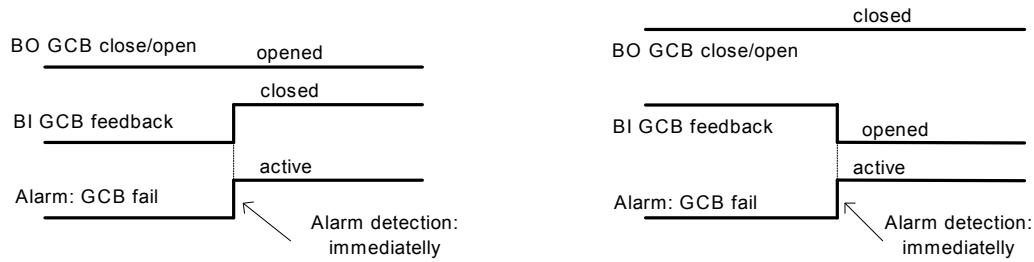 BO GCB close/open
opened
closed
BI GCB feedback
active
Alarm: GCB fail
Alarm detection:
immediatelly
closed
BO GCB close/open
BI GCB feedback
opened
active
Alarm: GCB fail
Alarm detection:
immediatelly